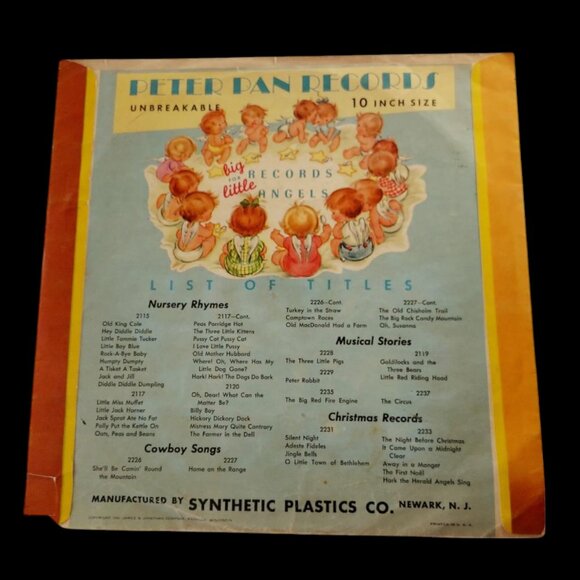 PETER PAN RECORDS
UNBREAKABLE 10 INCH SIZE
big RECORDS
FOR
little ANGELS
LIST OF TITLES
Nursery Rhymes
2115
Old King Cole
Hey Diddle Diddle
Little Tommie Tucker
Little Boy Blue
Rock-A-Bye Baby
Humpty Dumpty
A Tisket A Tasket
Jack and Jill
Diddle Diddle Dumpling
2117
Little Miss Muffet
Little Jack Horner
Jack Sprat Ate No Fat
Polly Put the Kettle On
Oats, Peas and Beans
2117—Cont.
Peas Porridge Hot
The Three Little Kittens
Pussy Cat Pussy Cat
I Love Little Pussy
Old Mother Hubbard
Where! Oh, Where Has My
Little Dog Gone?
Hark! Hark! The Dogs Do Bark
2120
Oh, Dear! What Can the
Matter Be?
Billy Boy
Hickory Dickory Dock
Mistress Mary Quite Contrary
The Farmer in the Dell
Cowboy Songs
2226
She'll Be Comin' Round
the Mountain
2227
Home on the Range
2226—Cont.
Turkey in the Straw
Camptown Races
Old MacDonald Had a Farm
2227—Cont.
The Old Chisholm Trail
The Big Rock Candy Mountain
Oh, Susanna
Musical Stories
2228
The Three Little Pigs
2229
Peter Rabbit
2235
The Big Red Fire Engine
2119
Goldilocks and the
Three Bears
Little Red Riding Hood
2237
The Circus
Christmas Records
2231
Silent Night
Adeste Fideles
Jingle Bells
O Little Town of Bethlehem
2233
The Night Before Christmas
It Came Upon a Midnight
Clear
Away in a Manger
The First Noël
Hark the Herald Angels Sing
MANUFACTURED BY SYNTHETIC PLASTICS CO. NEWARK, N. J.